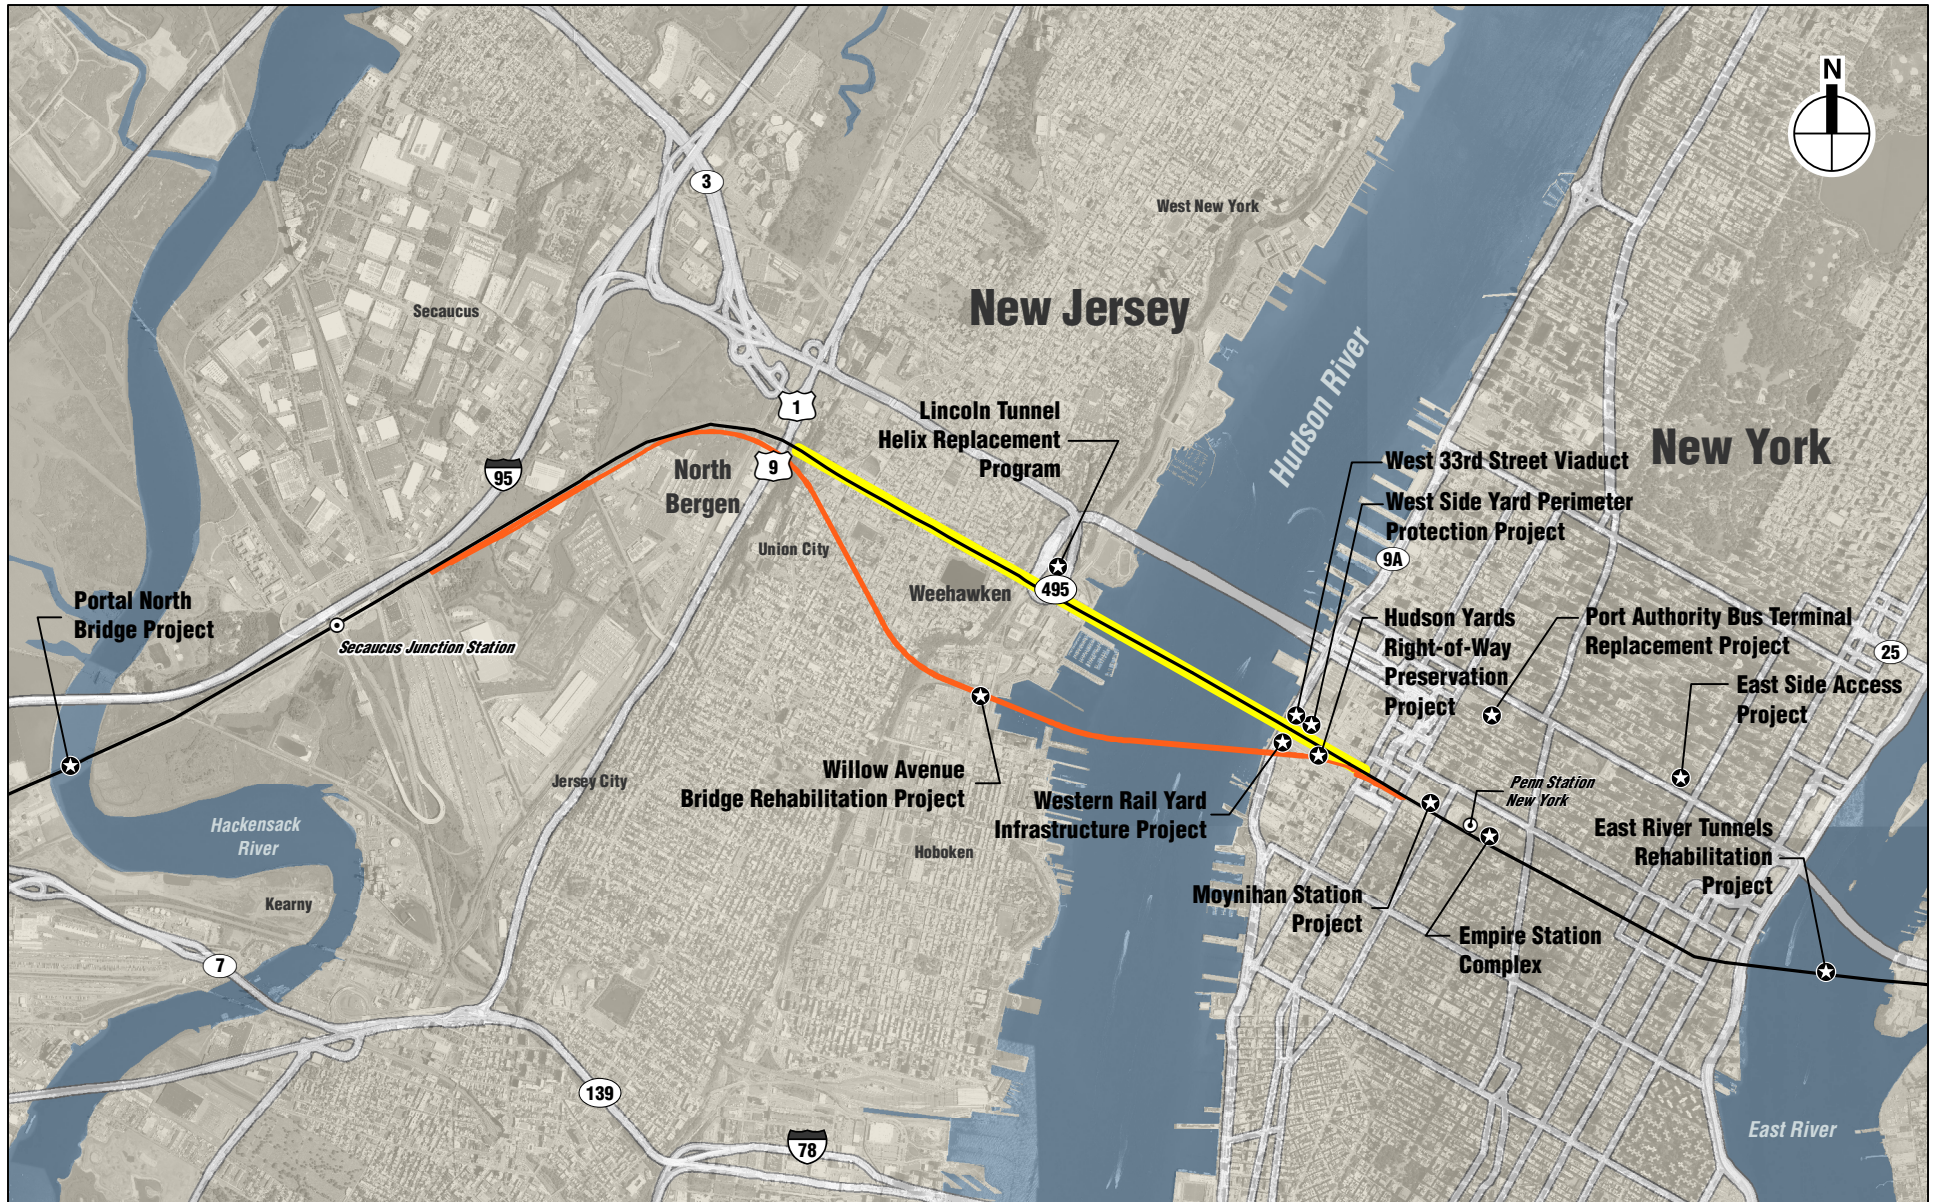 N
3
West New York
Secaucus
New Jersey
Hudson River
1
Lincoln Tunnel
Helix Replacement
Program
New York
9
North
Bergen
95
West 33rd Street Viaduct
West Side Yard Perimeter
Protection Project
9A
Union City
Weehawken
495
Portal North
Bridge Project
Secaucus Junction Station
Hudson Yards
Right-of-Way
Preservation
Project
Port Authority Bus Terminal
Replacement Project
25
East Side Access
Project
Willow Avenue
Bridge Rehabilitation Project
Jersey City
Western Rail Yard
Infrastructure Project
Penn Station
New York
Hackensack
River
Hoboken
East River Tunnels
Rehabilitation
Project
Kearny
Moynihan Station
Project
Empire Station
Complex
7
139
78
East River